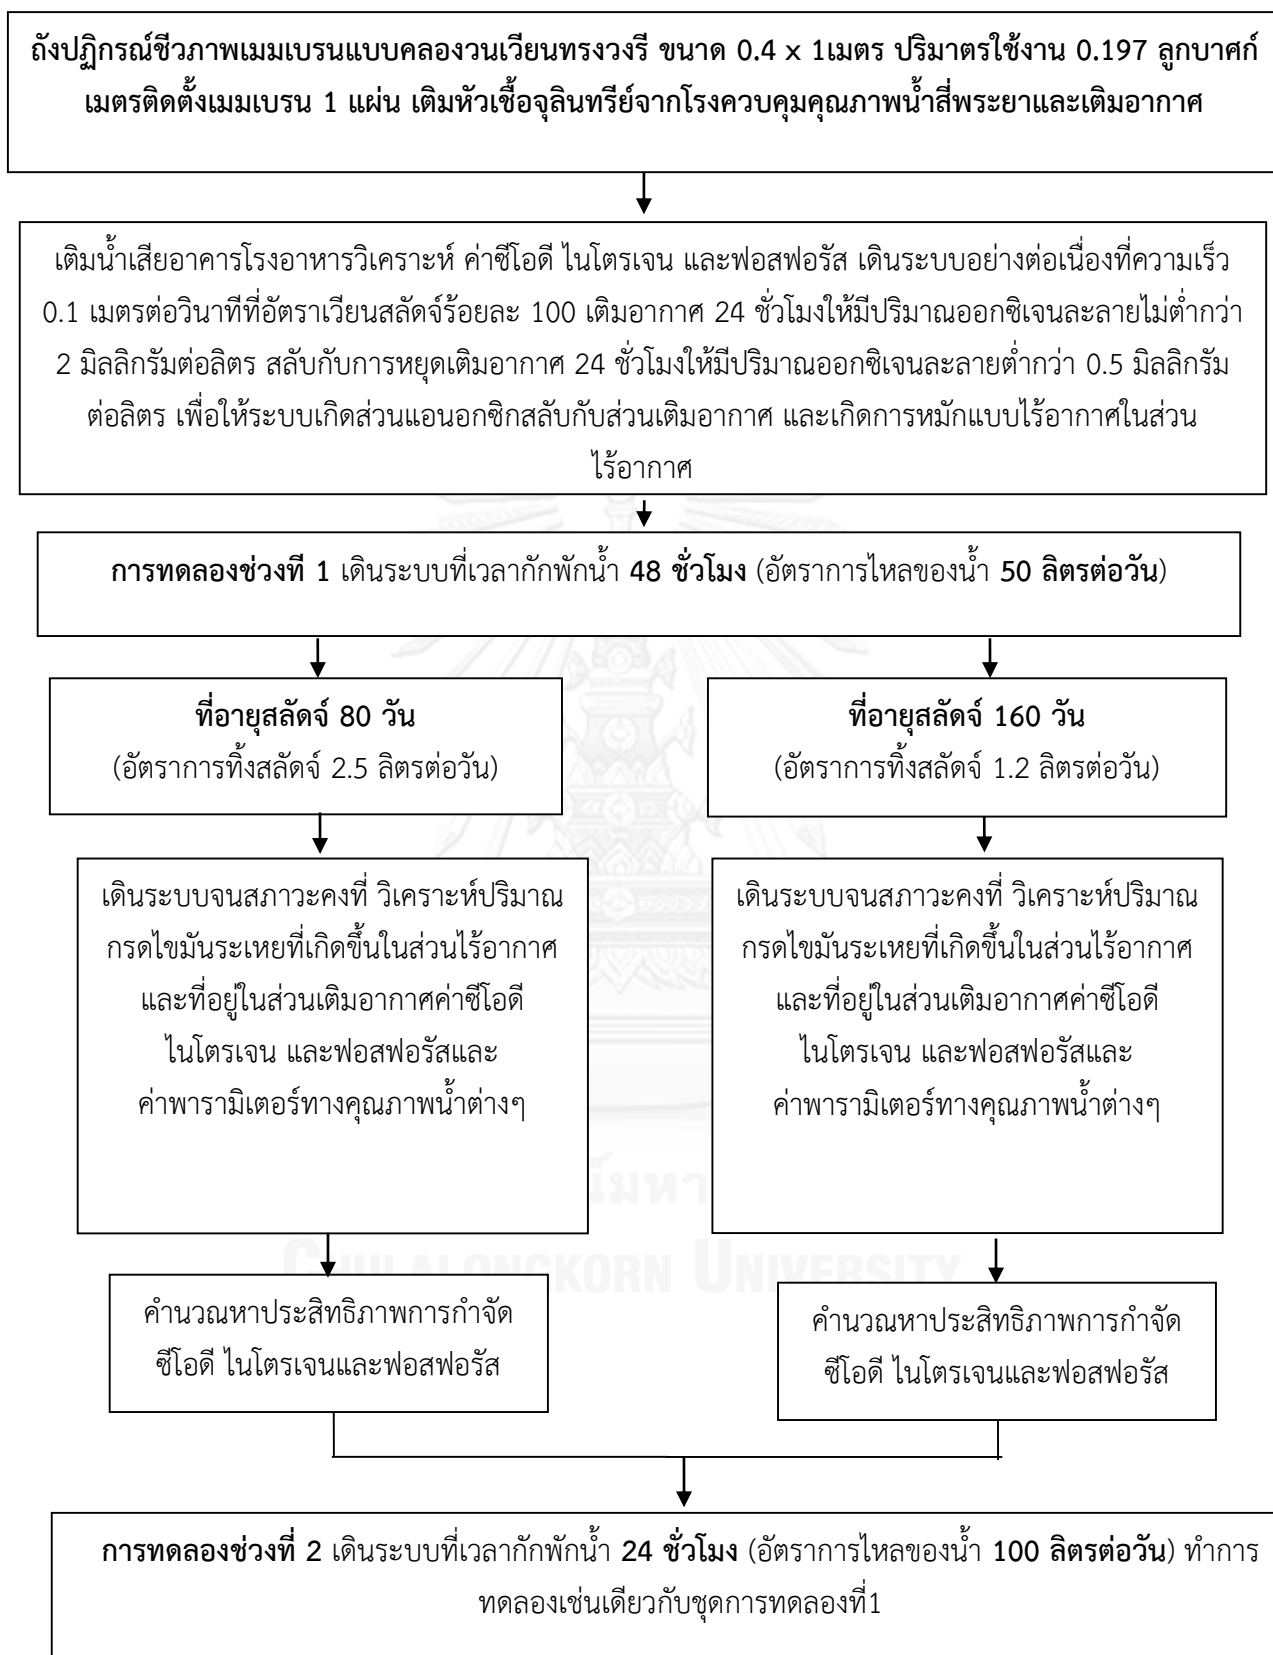 ถังปฏิกรณ์ชีวภาพเมมเบรนแบบคลองวนเวียนทรงวงรี ขนาด 0.4 x 1เมตร ปริมาตรใช้งาน 0.197 ลูกบาศก์
เมตรติดตั้งเมมเบรน 1 แผ่น เติมหัวเชื้อจุลินทรีย์จากโรงควบคุมคุณภาพน้ำสี่พระยาและเติมอากาศ
เติมน้ำเสียอาคารโรงอาหารวิเคราะห์ ค่าซีโอดี ไนโตรเจน และฟอสฟอรัส เดินระบบอย่างต่อเนื่องที่ความเร็ว
0.1 เมตรต่อวินาทีที่อัตราเวียนสลัดจ์ร้อยละ 100 เติมอากาศ 24 ชั่วโมงให้มีปริมาณออกซิเจนละลายไม่ต่ำกว่า
2 มิลลิกรัมต่อลิตร สลับกับการหยุดเติมอากาศ 24 ชั่วโมงให้มีปริมาณออกซิเจนละลายต่ำกว่า 0.5 มิลลิกรัม
ต่อลิตร เพื่อให้ระบบเกิดส่วนแอนอกซิกสลับกับส่วนเติมอากาศ และเกิดการหมักแบบไร้อากาศในส่วน
ไร้อากาศ
การทดลองช่วงที 1 เดินระบบที่เวลากักพักน้ำ 48 ชั่วโมง (อัตราการไหลของน้ำ 50 ลิตรต่อวัน)
ที่อายุสลัดจ์ 80 วัน
(อัตราการทิ้งสลัดจ์ 2.5 ลิตรต่อวัน)
ที่อายุสลัดจ์ 160 วัน
(อัตราการทิ้งสลัดจ์ 1.2 ลิตรต่อวัน)
เดินระบบจนสภาวะคงที่ วิเคราะห์ปริมาณ
กรดไขมันระเหยที่เกิดขึ้นในส่วนไร้อากาศ
และที่อยู่ในส่วนเติมอากาศค่าซีโอดี
ไนโตรเจน และฟอสฟอรัสและ
ค่าพารามิเตอร์ทางคุณภาพน้ำต่างๆ
เดินระบบจนสภาวะคงที่ วิเคราะห์ปริมาณ
กรดไขมันระเหยที่เกิดขึ้นในส่วนไร้อากาศ
และที่อยู่ในส่วนเติมอากาศค่าซีโอดี
ไนโตรเจน และฟอสฟอรัสและ
ค่าพารามิเตอร์ทางคุณภาพน้ำต่างๆ
CHULALONGKORN UNIVERSITY
คำนวณหาประสิทธิภาพการกำจัด
ซีโอดี ไนโตรเจนและฟอสฟอรัส
คำนวณหาประสิทธิภาพการกำจัด
ซีโอดี ไนโตรเจนและฟอสฟอรัส
การทดลองช่วงที่ 2 เดินระบบที่เวลากักพักน้ำ 24 ชั่วโมง (อัตราการไหลของน้ำ 100 ลิตรต่อวัน) ทำการ
ทดลองเช่นเดียวกับชุดการทดลองที่1